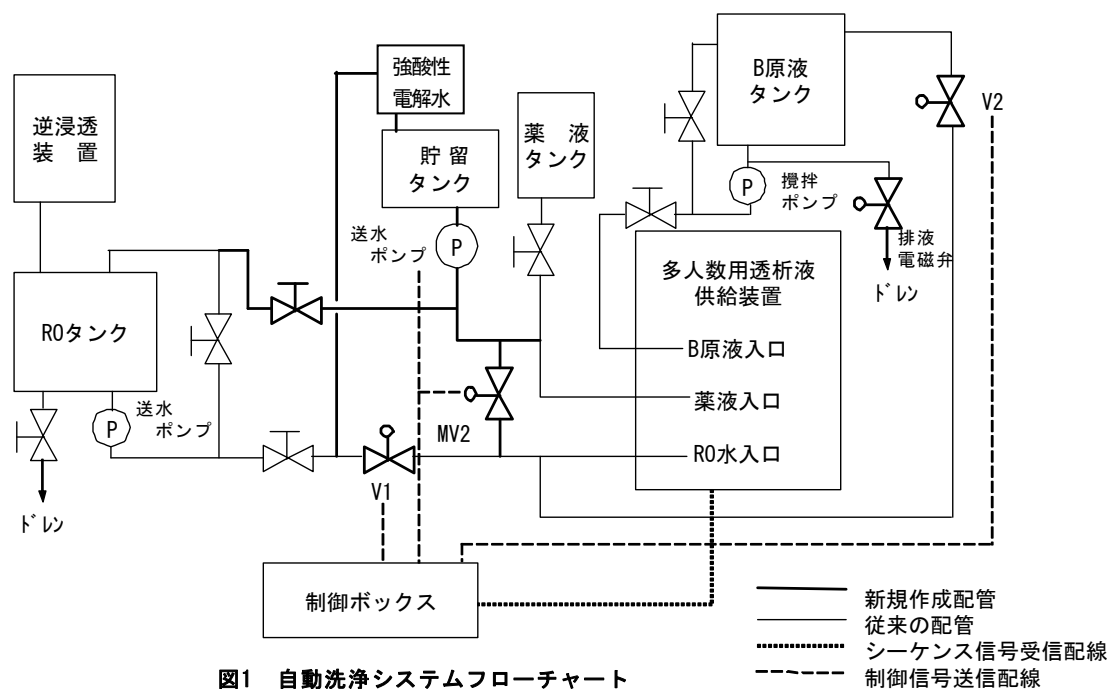 強酸性
電解水
B原液
タンク
V2
逆浸透
装　置
貯 留
タンク
薬　液
タンク
P
攪拌
ポンプ
送水
ポンプ
P
排液
電磁弁
ドレン
多人数用透析液
供給装置
ROタンク
B原液入口
薬液入口
P
送水
ポンプ
MV2
RO水入口
V1
ドレン
制御ボックス
新規作成配管
従来の配管
シーケンス信号受信配線
制御信号送信配線
図1　自動洗浄システムフローチャート